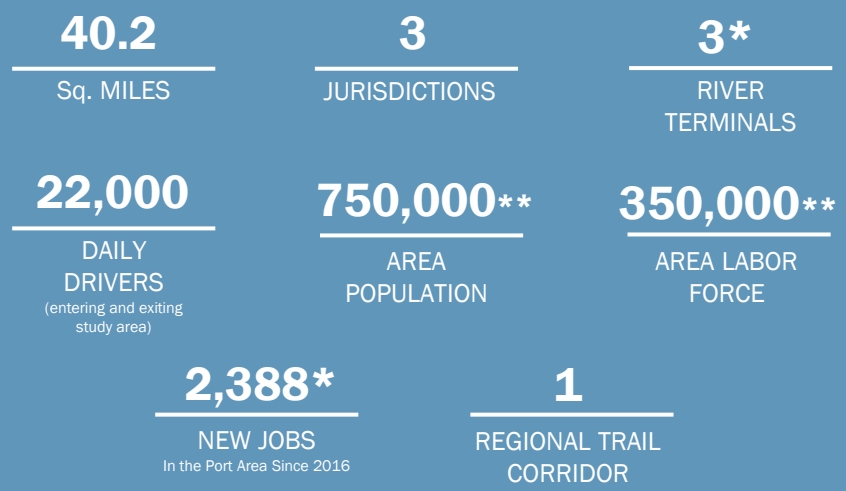 40.2
Sq. MILES
3
JURISDICTIONS
3*
RIVER
TERMINALS
22,000
DAILY
DRIVERS
(entering and exiting
study area)
750,000**
AREA
POPULATION
350,000**
AREA LABOR
FORCE
2,388*
NEW JOBS
In the Port Area Since 2016
1
REGIONAL TRAIL
CORRIDOR